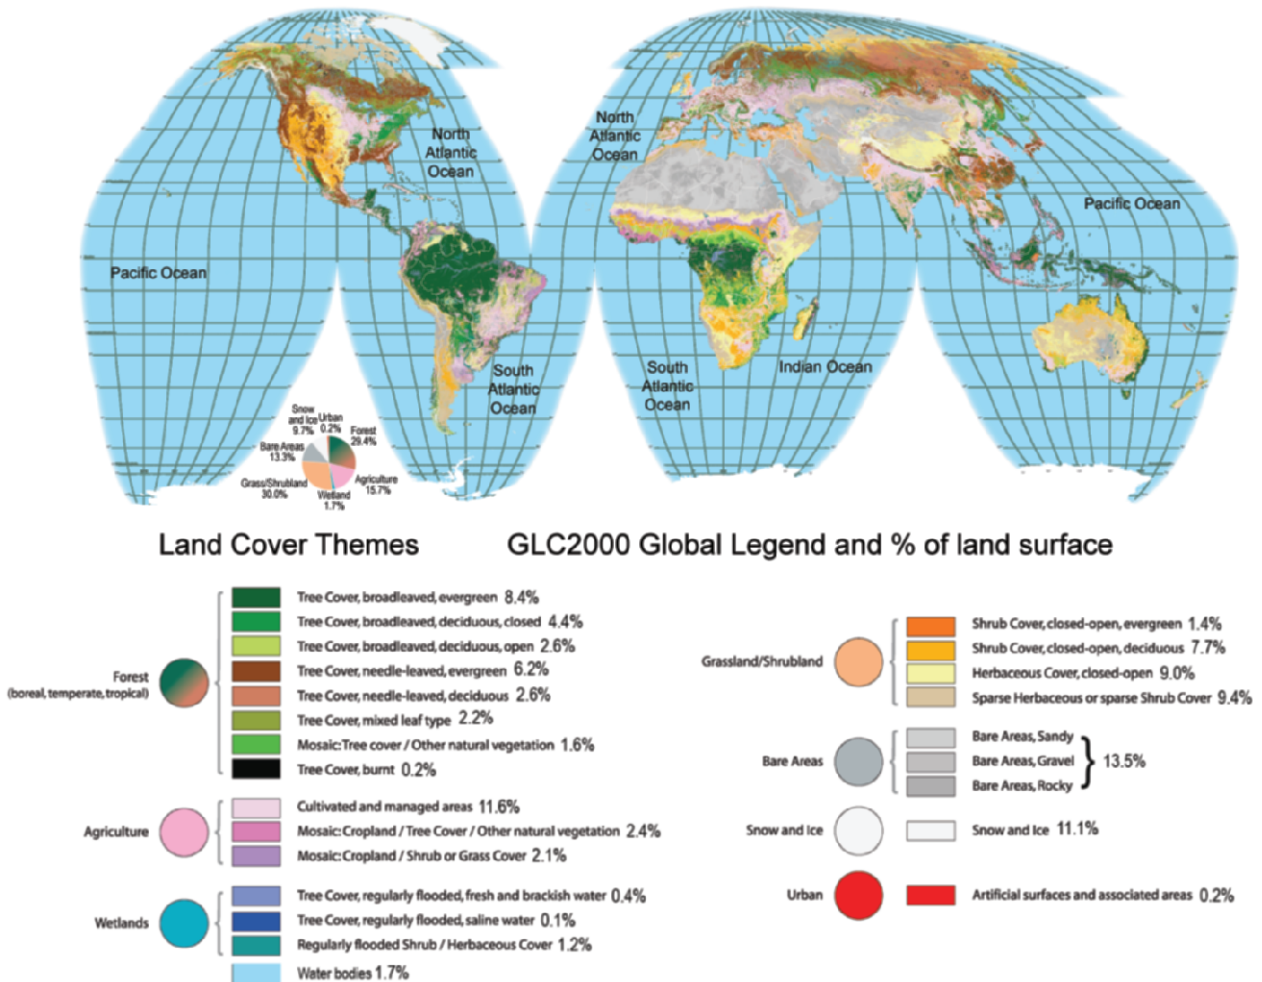 North
Atlantic
Ocean
North
Atlantic
Ocean
Pacific Ocean
Pacific Ocean
South
Atlantic
Ocean
South
Atlantic
Ocean
Indian Ocean
Snow
and Ice
9.7%
Urban
0.2%
Forest
29.4%
Bare Areas
13.3%
Agriculture
15.7%
Grass/Shrubland
30.0%
Wetland
1.7%
Land Cover Themes
GLC2000 Global Legend and % of land surface
Forest
(boreal, temperate, tropical)
Tree Cover, broadleaved, evergreen 8.4%
Tree Cover, broadleaved, deciduous, closed 4.4%
Tree Cover, broadleaved, deciduous, open 2.6%
Tree Cover, needle-leaved, evergreen 6.2%
Tree Cover, needle-leaved, deciduous 2.6%
Tree Cover, mixed leaf type 2.2%
Mosaic: Tree cover / Other natural vegetation 1.6%
Tree Cover, burnt 0.2%
Agriculture
Cultivated and managed areas 11.6%
Mosaic: Cropland / Tree Cover / Other natural vegetation 2.4%
Mosaic: Cropland / Shrub or Grass Cover 2.1%
Wetlands
Tree Cover, regularly flooded, fresh and brackish water 0.4%
Tree Cover, regularly flooded, saline water 0.1%
Regularly flooded Shrub / Herbaceous Cover 1.2%
Water bodies 1.7%
Grassland/Shrubland
Shrub Cover, closed-open, evergreen 1.4%
Shrub Cover, closed-open, deciduous 7.7%
Herbaceous Cover, closed-open 9.0%
Sparse Herbaceous or sparse Shrub Cover 9.4%
Bare Areas
Bare Areas, Sandy
Bare Areas, Gravel
Bare Areas, Rocky
13.5%
Snow and Ice
Snow and Ice 11.1%
Urban
Artificial surfaces and associated areas 0.2%